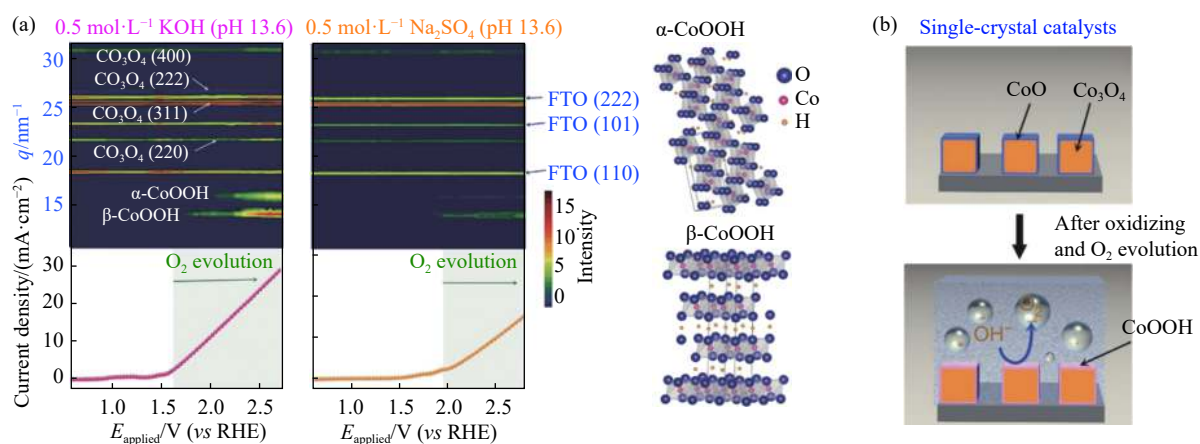 (a)
0.5 mol·L⁻¹ KOH (pH 13.6)
0.5 mol·L⁻¹ Na₂SO₄ (pH 13.6)
30
25
20
15
q/nm⁻¹
CO₃O₄ (400)
CO₃O₄ (222)
CO₃O₄ (311)
CO₃O₄ (220)
α-CoOOH
β-CoOOH
FTO (222)
FTO (101)
FTO (110)
15
10
5
0
Intensity
Current density/(mA·cm⁻²)
30
20
10
0
O₂ evolution
O₂ evolution
1.0
1.5
2.0
2.5
1.0
1.5
2.0
2.5
E_applied/V (vs RHE)
E_applied/V (vs RHE)
α-CoOOH
O
Co
H
β-CoOOH
(b)
Single-crystal catalysts
CoO
Co₃O₄
After oxidizing
and O₂ evolution
OH⁻
CoOOH